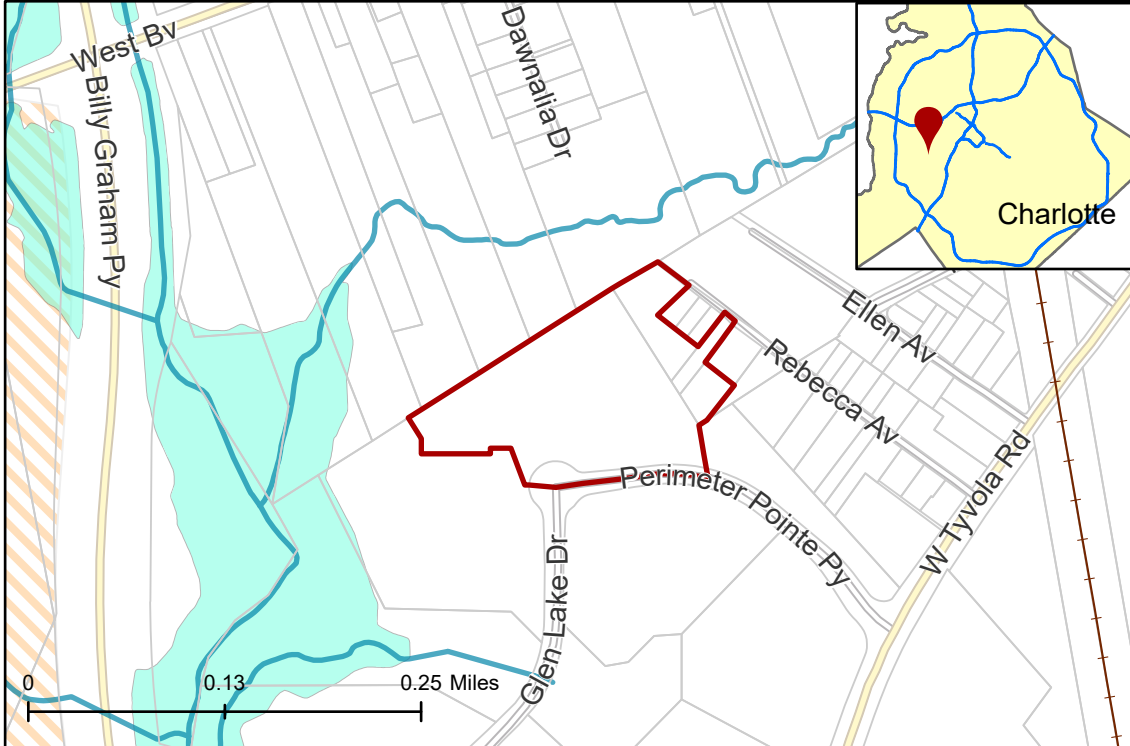 West Bv
Billy Graham Py
Dawnalia Dr
Charlotte
Ellen Av
Rebecca Av
Perimeter Pointe Py
W Tyvola Rd
Glen Lake Dr
0 0.13 0.25 Miles